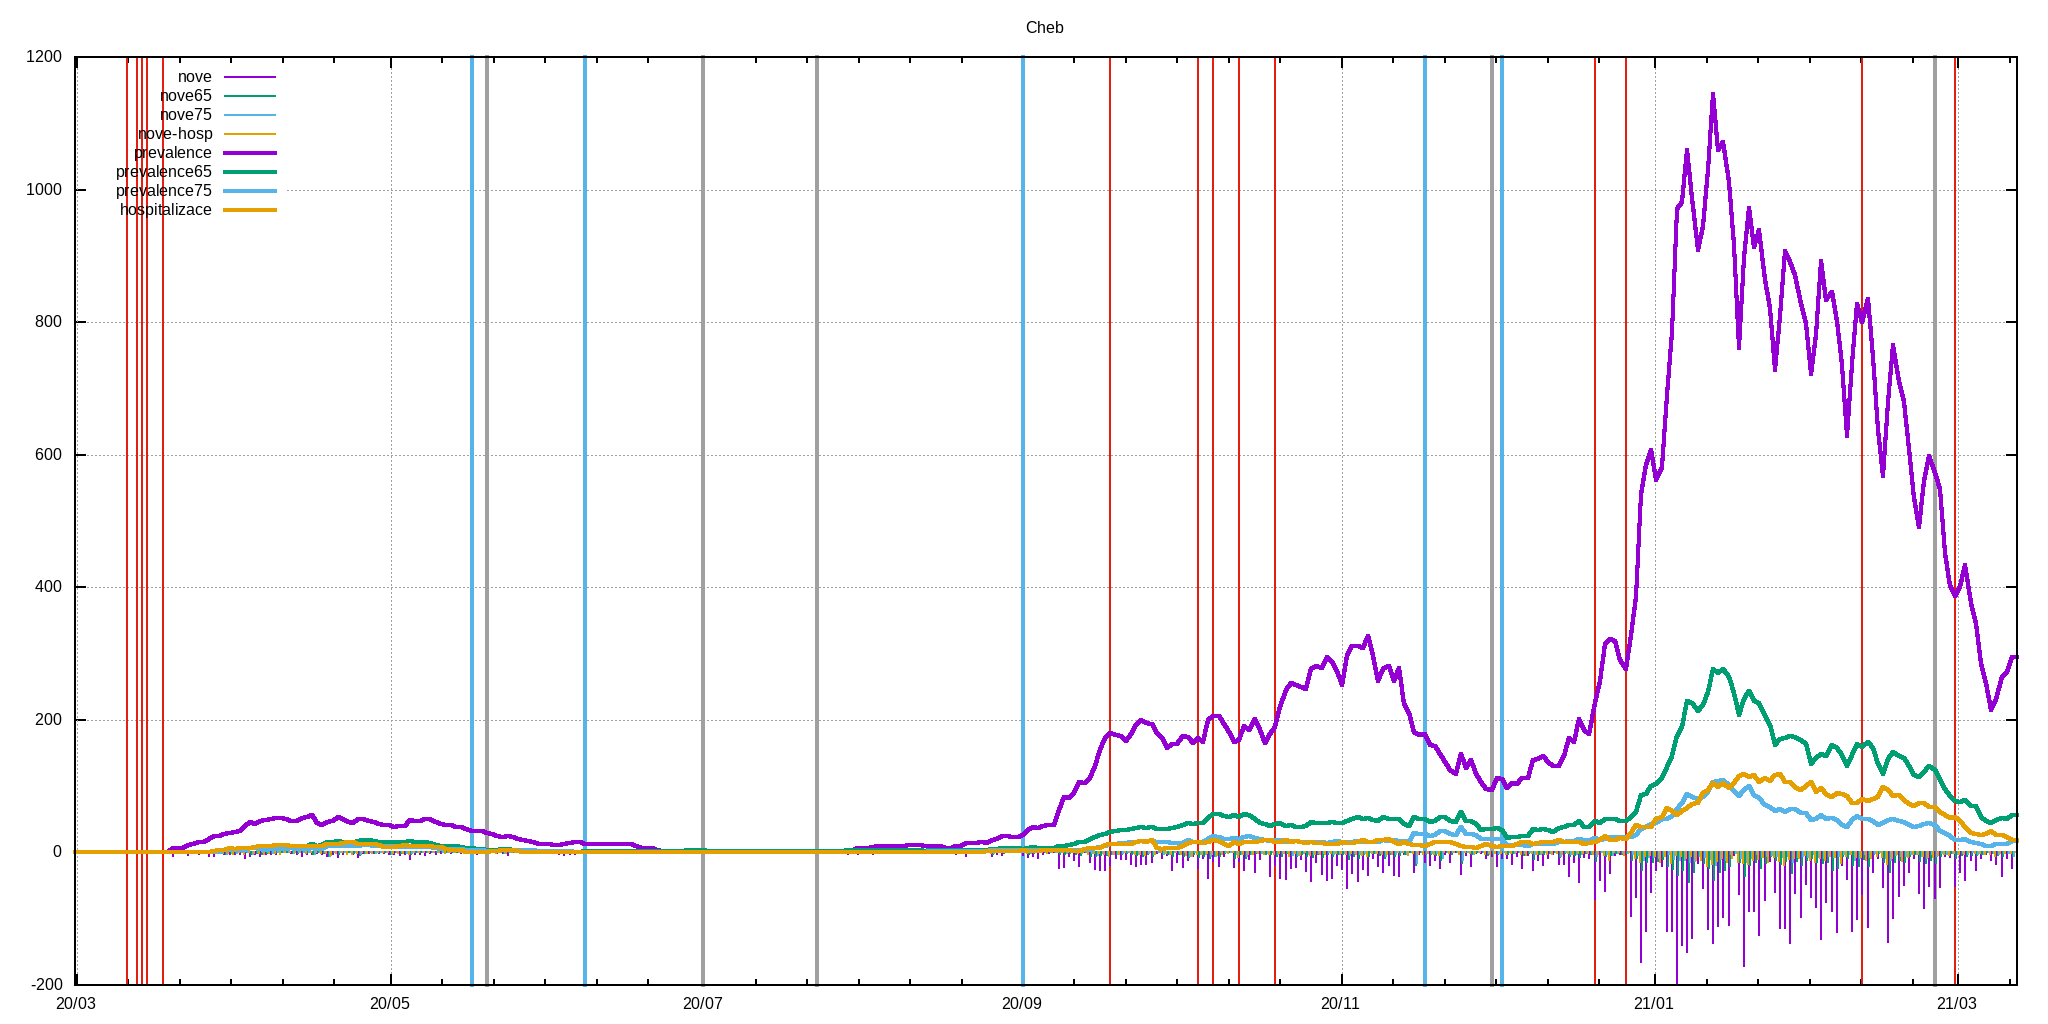 Cheb
1200
nove
nove65
nove75
nove-hosp
prevalence
prevalence65
prevalence75
hospitalizace
1000
800
600
400
200
0
-200
20/03 20/05 20/07 20/09 20/11 21/01 21/03